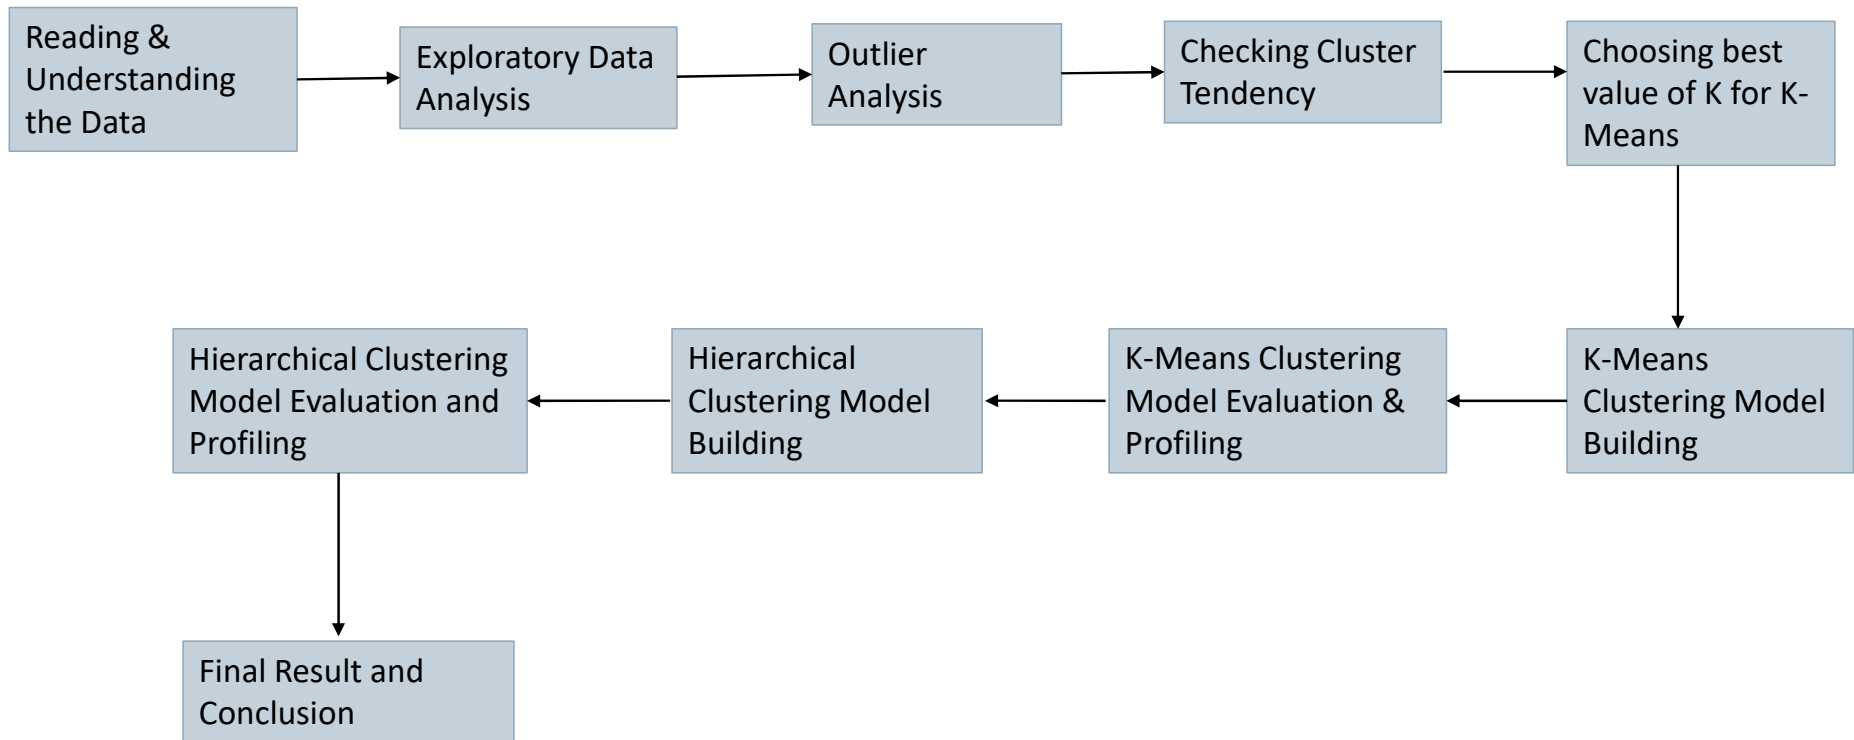 Reading &
Understanding
the Data
Exploratory Data
Analysis
Outlier
Analysis
Checking Cluster
Tendency
Choosing best
value of K for K-
Means
K-Means
Clustering Model
Building
K-Means Clustering
Model Evaluation &
Profiling
Hierarchical
Clustering Model
Building
Hierarchical Clustering
Model Evaluation and
Profiling
Final Result and
Conclusion